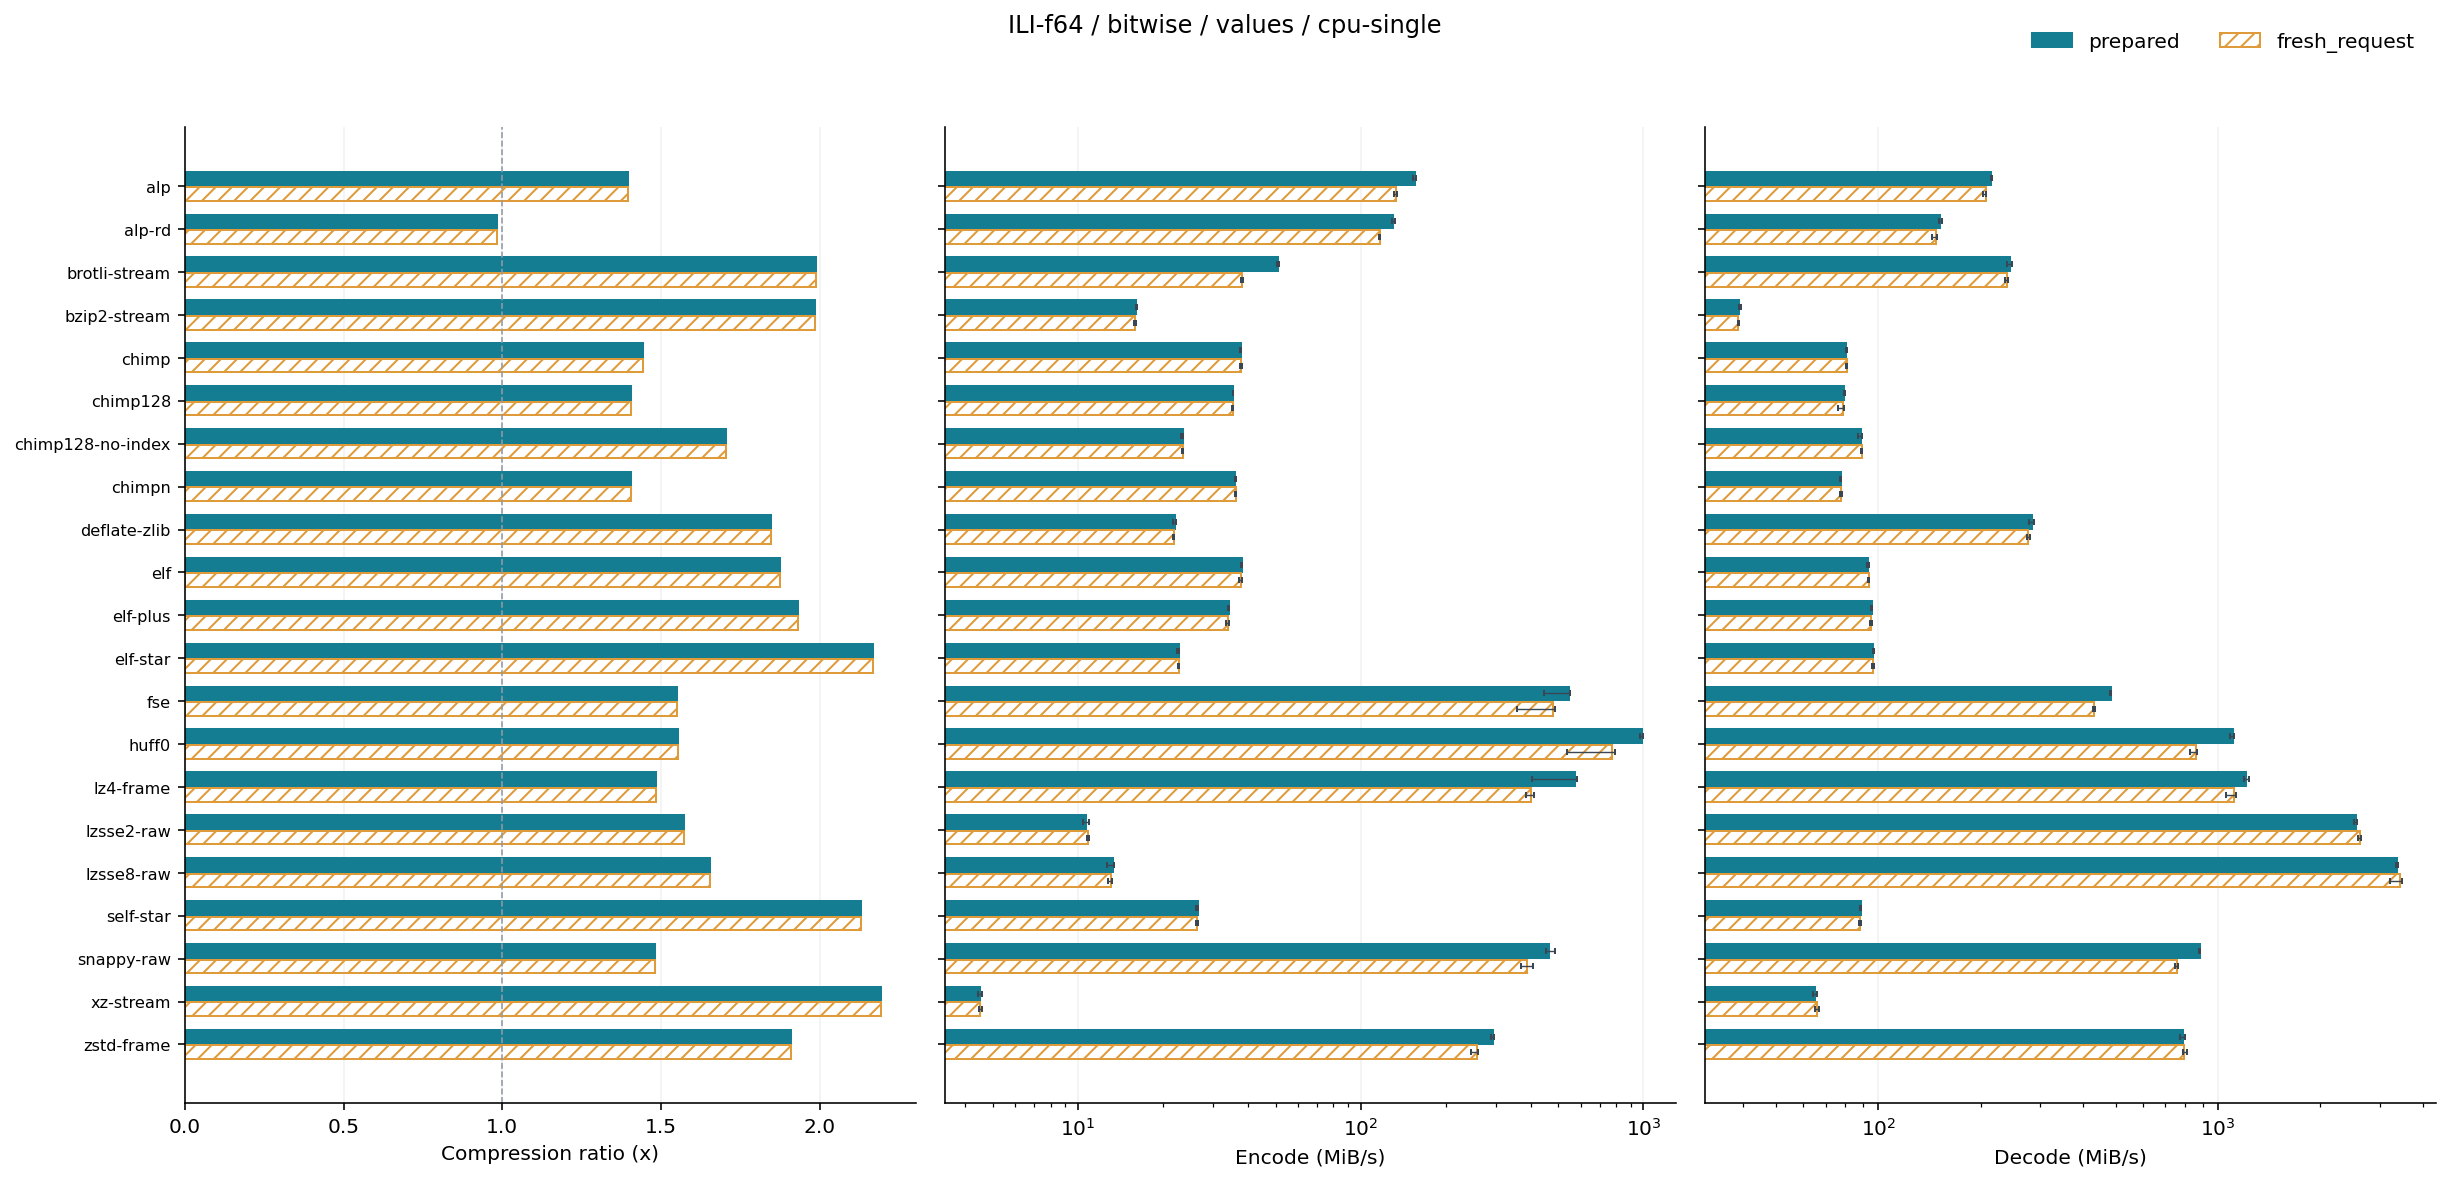 ILI-f64 / bitwise / values / cpu-single
prepared
fresh_request
alp
alp-rd
brotli-stream
bzip2-stream
chimp
chimp128
chimp128-no-index
chimpn
deflate-zlib
elf
elf-plus
elf-star
fse
huff0
lz4-frame
lzsse2-raw
lzsse8-raw
self-star
snappy-raw
xz-stream
zstd-frame
0.0 0.5 1.0 1.5 2.0
Compression ratio (x)
10¹ 10² 10³
Encode (MiB/s)
10² 10³
Decode (MiB/s)